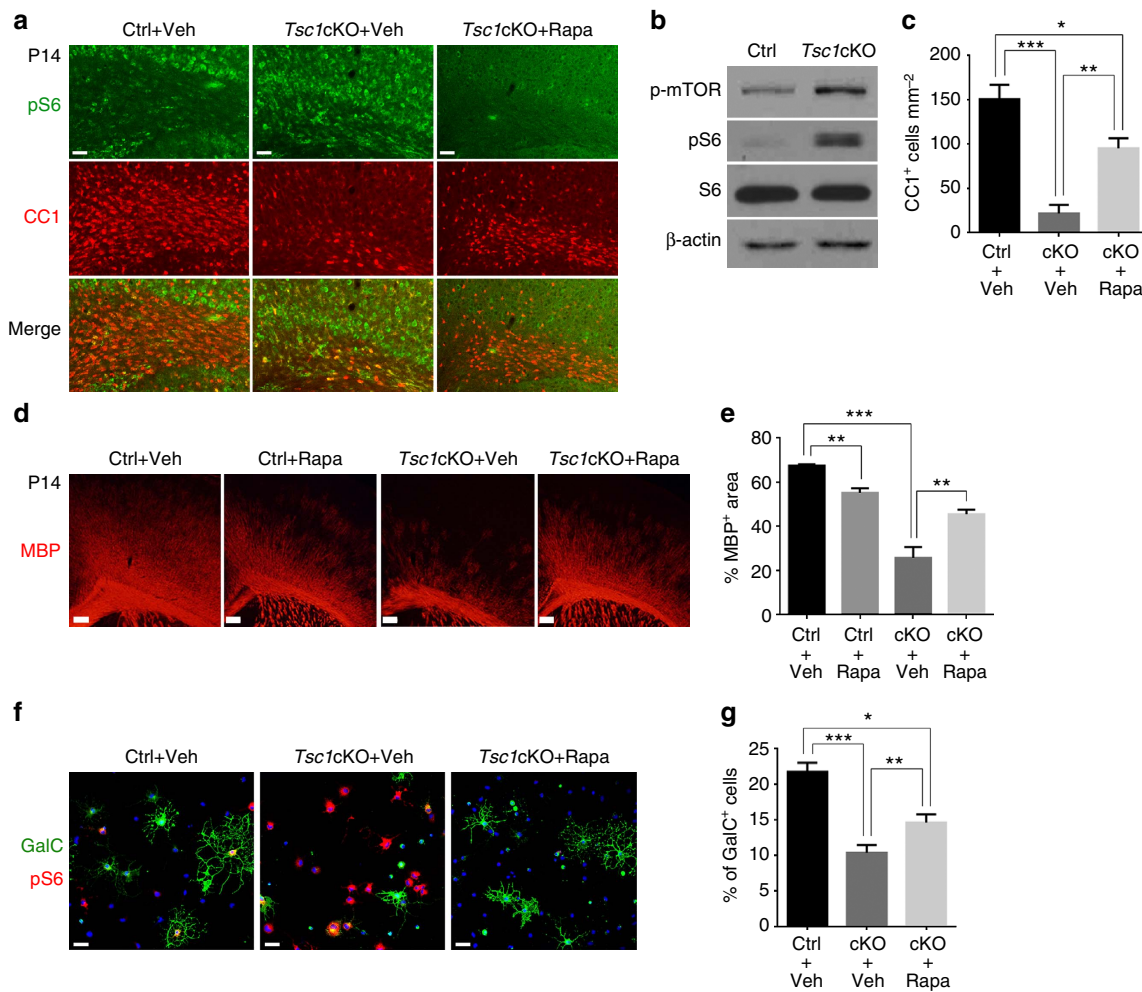 a
Ctrl+Veh
Tsc1cKO+Veh
Tsc1cKO+Rapa
P14
pS6
CC1
Merge
b
Ctrl
Tsc1cKO
p-mTOR
pS6
S6
β-actin
c
*
***
**
200
150
100
50
0
CC1+ cells mm−2
Ctrl + Veh
cKO + Veh
cKO + Rapa
d
Ctrl+Veh
Ctrl+Rapa
Tsc1cKO+Veh
Tsc1cKO+Rapa
P14
MBP
e
***
**
**
80
60
40
20
0
% MBP+ area
Ctrl + Veh
Ctrl + Rapa
cKO + Veh
cKO + Rapa
f
Ctrl+Veh
Tsc1cKO+Veh
Tsc1cKO+Rapa
GalC
pS6
g
*
***
**
25
20
15
10
5
0
% of GalC+ cells
Ctrl + Veh
cKO + Veh
cKO + Rapa